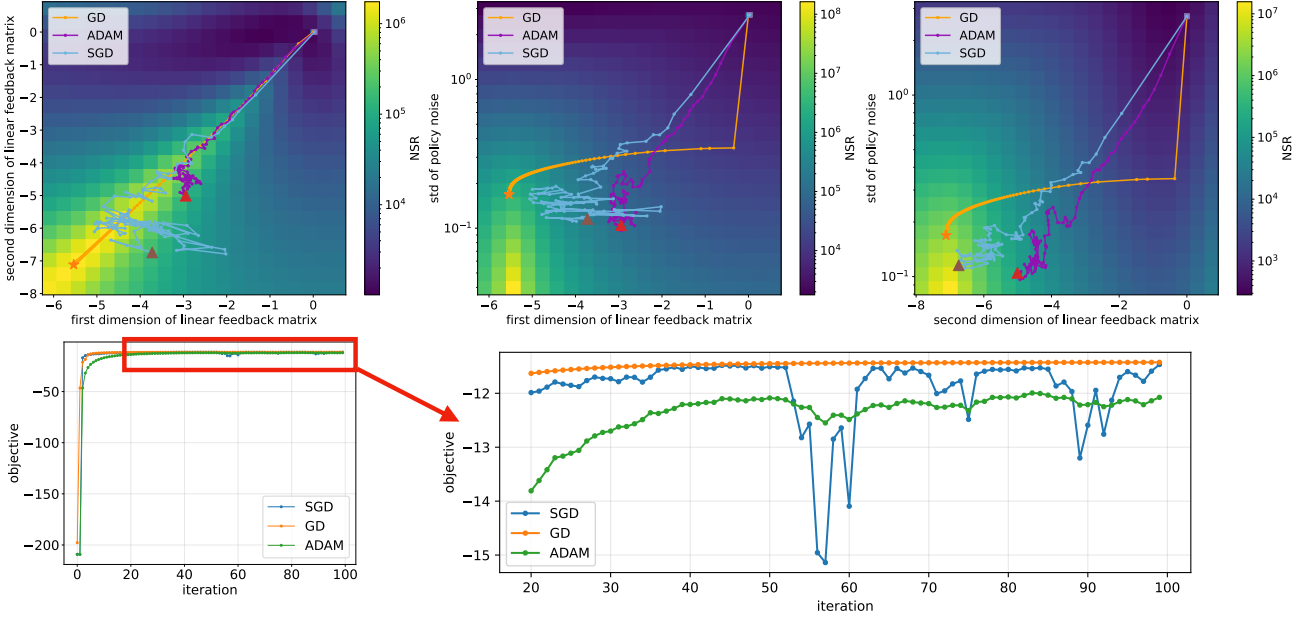 GD
ADAM
SGD
0
−1
−2
−3
−4
−5
−6
−7
−8
second dimension of linear feedback matrix
−6
−5
−4
−3
−2
−1
0
first dimension of linear feedback matrix
10⁶
10⁵
10⁴
NSR
GD
ADAM
SGD
10⁰
10⁻¹
std of policy noise
−6
−5
−4
−3
−2
−1
0
first dimension of linear feedback matrix
10⁸
10⁷
10⁶
10⁵
10⁴
NSR
GD
ADAM
SGD
10⁰
10⁻¹
std of policy noise
−8
−6
−4
−2
0
second dimension of linear feedback matrix
10⁷
10⁶
10⁵
10⁴
10³
NSR
−50
−100
−150
−200
objective
0
20
40
60
80
100
iteration
SGD
GD
ADAM
−12
−13
−14
−15
objective
20
30
40
50
60
70
80
90
100
iteration
SGD
GD
ADAM